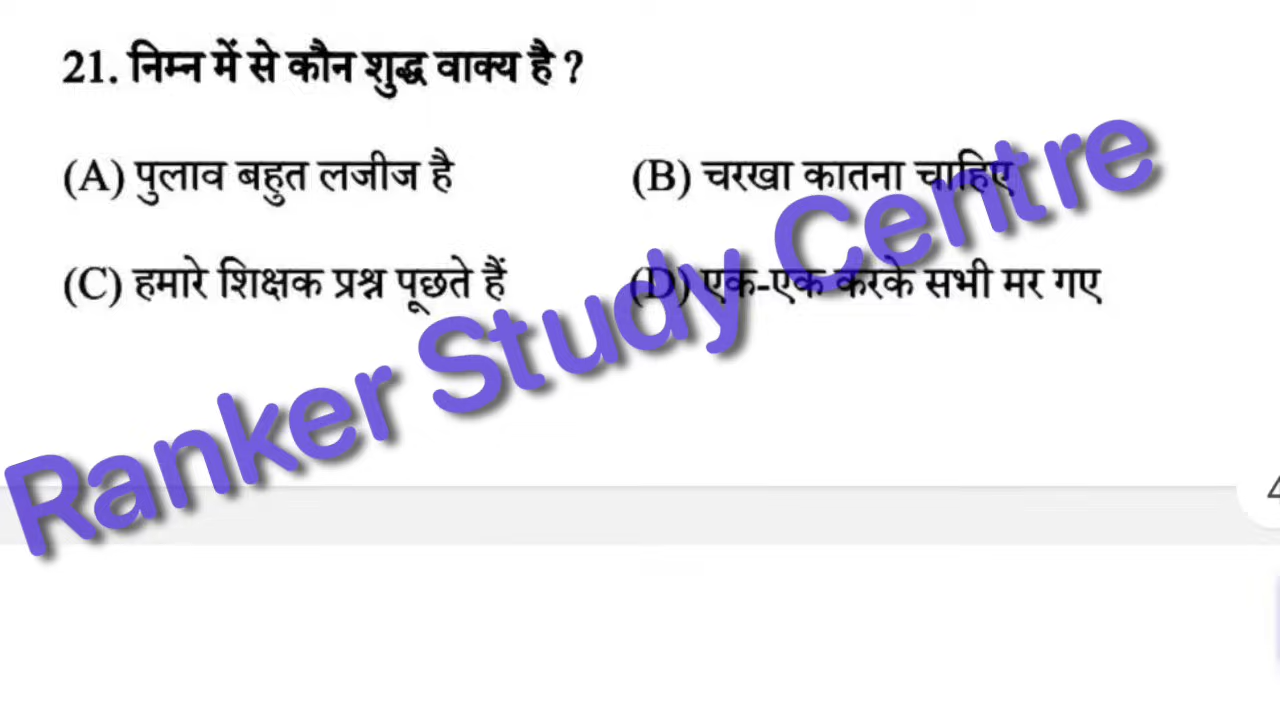 21. निम्न में से कौन शुद्ध वाक्य है ?
(A) पुलाव बहुत लजीज है (B) चरखा कातना चाहिए
(C) हमारे शिक्षक प्रश्न पूछते हैं (D) एक-एक करके सभी मर गए
Ranker Study Centre